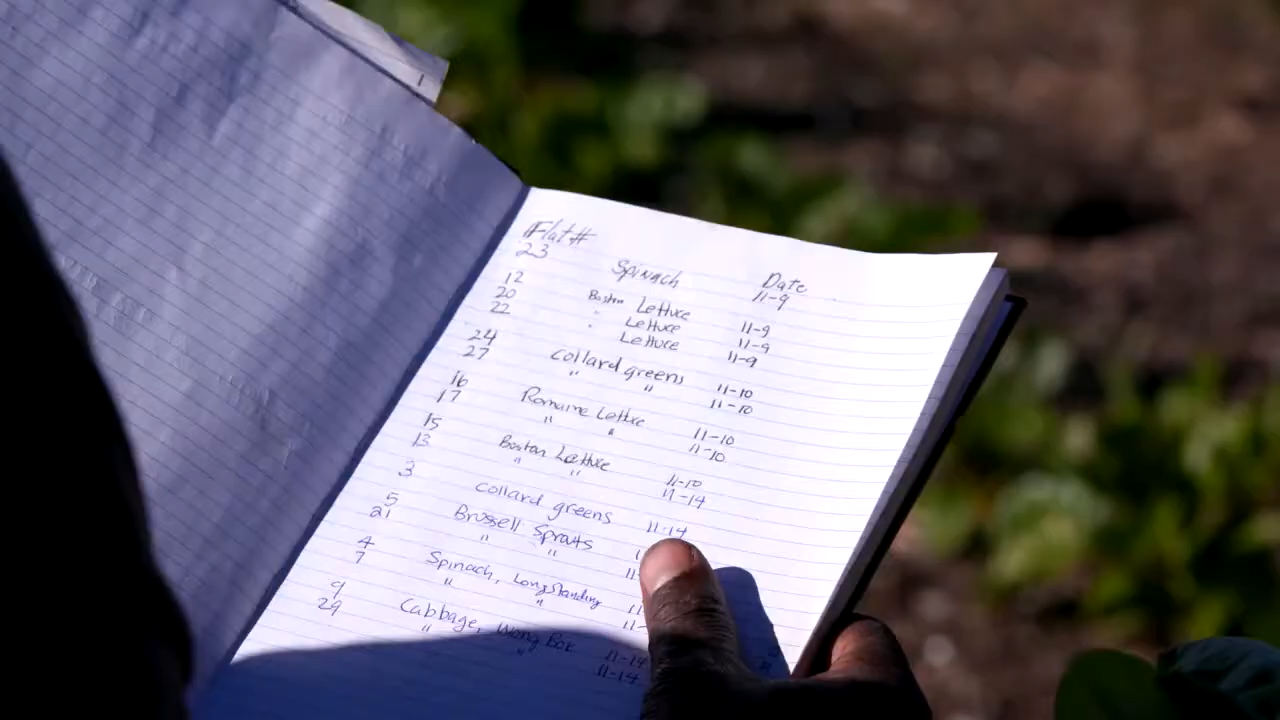 Flat# Date
23 Spinach 11-9
12 Boston Lettuce 11-9
20 " Lettuce 11-9
22 " Lettuce 11-9
24 collard greens 11-10
27 " " 11-10
16 Romaine Lettuce 11-10
17 " " 11-10
15 Boston Lettuce 11-10
13 " " 11-14
3 collard greens 11-14
5 Brussell Sprouts
21 " " 11
4 Spinach, Long Standing 11
7 " " 11-
9 Cabbage, Wong Bok 11-14
29 " " 11-14